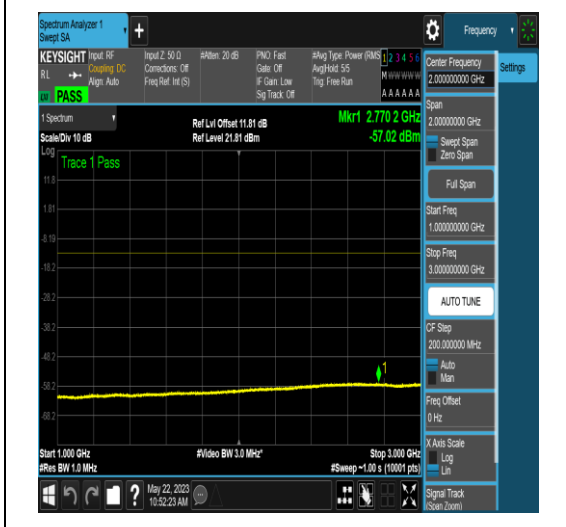 Spectrum Analyzer 1
Swept SA
+
Frequency
KEYSIGHT
Input: RF
Coupling: DC
Align: Auto
Input Z: 50 Ω
Corrections: Off
Freq Ref: Int (S)
#Atten: 20 dB
PNO: Fast
Gate: Off
IF Gain: Low
Sig Track: Off
#Avg Type: Power (RMS)
Avg|Hold: 5/5
Trig: Free Run
1 2 3 4 5 6
M W W W W W
A A A A A A
RL
PASS
1 Spectrum
Scale/Div 10 dB
Ref Lvl Offset 11.81 dB
Ref Level 21.81 dBm
Mkr1 2.770 2 GHz
-57.02 dBm
Log
Trace 1 Pass
11.8
1.81
-8.19
-18.2
-28.2
-38.2
-48.2
-58.2
-68.2
1
Start 1.000 GHz
#Res BW 1.0 MHz
#Video BW 3.0 MHz*
Stop 3.000 GHz
#Sweep ~1.00 s (10001 pts)
May 22, 2023
10:52:23 AM
?
Center Frequency
2.000000000 GHz
Settings
Span
2.00000000 GHz
Swept Span
Zero Span
Full Span
Start Freq
1.000000000 GHz
Stop Freq
3.000000000 GHz
AUTO TUNE
CF Step
200.000000 MHz
Auto
Man
Freq Offset
0 Hz
X Axis Scale
Log
Lin
Signal Track
(Span Zoom)